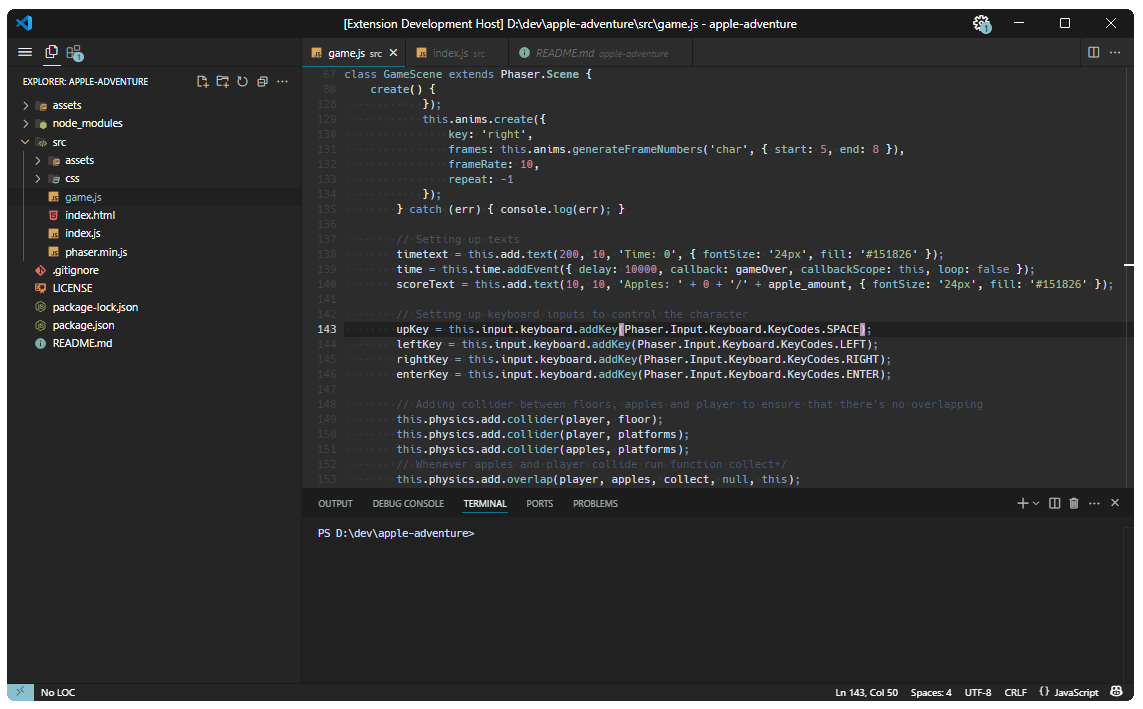 [Extension Development Host] D:\dev\apple-adventure\src\game.js - apple-adventure
1
1
EXPLORER: APPLE-ADVENTURE
assets
node_modules
src
assets
css
game.js
index.html
index.js
phaser.min.js
.gitignore
LICENSE
package-lock.json
package.json
README.md
game.js src
index.js src
README.md apple-adventure
67 class GameScene extends Phaser.Scene {
80 create() {
128 });
129 this.anims.create({
130 key: 'right',
131 frames: this.anims.generateFrameNumbers('char', { start: 5, end: 8 }),
132 frameRate: 10,
133 repeat: -1
134 });
135 } catch (err) { console.log(err); }
136
137 // Setting up texts
138 timetext = this.add.text(200, 10, 'Time: 0', { fontSize: '24px', fill: "#151826" });
139 time = this.time.addEvent({ delay: 10000, callback: gameOver, callbackScope: this, loop: false });
140 scoreText = this.add.text(10, 10, 'Apples: ' + 0 + '/' + apple_amount, { fontSize: '24px', fill: "#151826" });
141
142 // Setting up keyboard inputs to control the character
143 upKey = this.input.keyboard.addKey(Phaser.Input.Keyboard.KeyCodes.SPACE);
144 leftKey = this.input.keyboard.addKey(Phaser.Input.Keyboard.KeyCodes.LEFT);
145 rightKey = this.input.keyboard.addKey(Phaser.Input.Keyboard.KeyCodes.RIGHT);
146 enterKey = this.input.keyboard.addKey(Phaser.Input.Keyboard.KeyCodes.ENTER);
147
148 // Adding collider between floors, apples and player to ensure that there's no overlapping
149 this.physics.add.collider(player, floor);
150 this.physics.add.collider(player, platforms);
151 this.physics.add.collider(apples, platforms);
152 // Whenever apples and player collide run function collect*/
153 this.physics.add.overlap(player, apples, collect, null, this);
OUTPUT DEBUG CONSOLE TERMINAL PORTS PROBLEMS
PS D:\dev\apple-adventure>
No LOC
Ln 143, Col 50 Spaces: 4 UTF-8 CRLF {} JavaScript